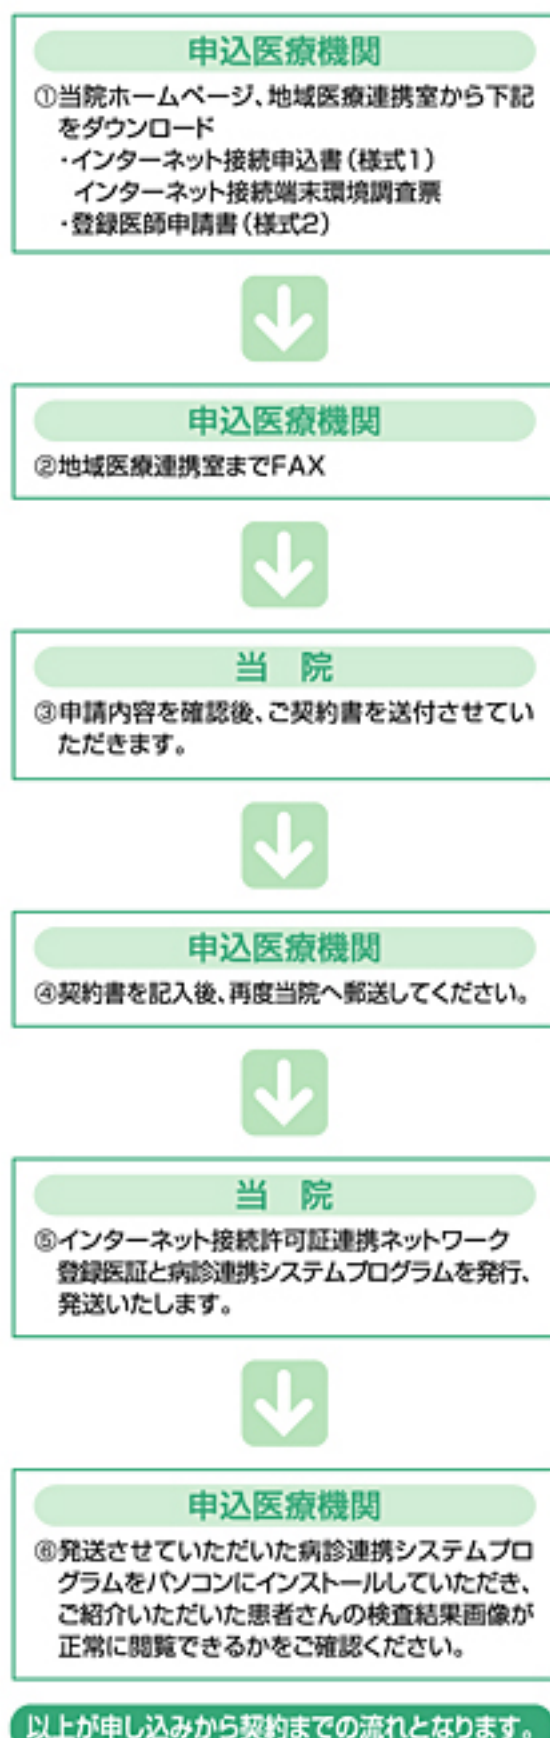 申込医療機関
①当院ホームページ、地域医療連携室から下記
をダウンロード
・インターネット接続申込書（様式1）
インターネット接続端末環境調査票
・登録医師申請書（様式2）
申込医療機関
②地域医療連携室までFAX
当 院
③申請内容を確認後、ご契約書を送付させてい
ただきます。
申込医療機関
④契約書を記入後、再度当院へ郵送してください。
当 院
⑤インターネット接続許可証連携ネットワーク
登録医証と病診連携システムプログラムを発行、
発送いたします。
申込医療機関
⑥発送させていただいた病診連携システムプロ
グラムをパソコンにインストールしていただき、
ご紹介いただいた患者さんの検査結果画像が
正常に閲覧できるかをご確認ください。
以上が申し込みから契約までの流れとなります。